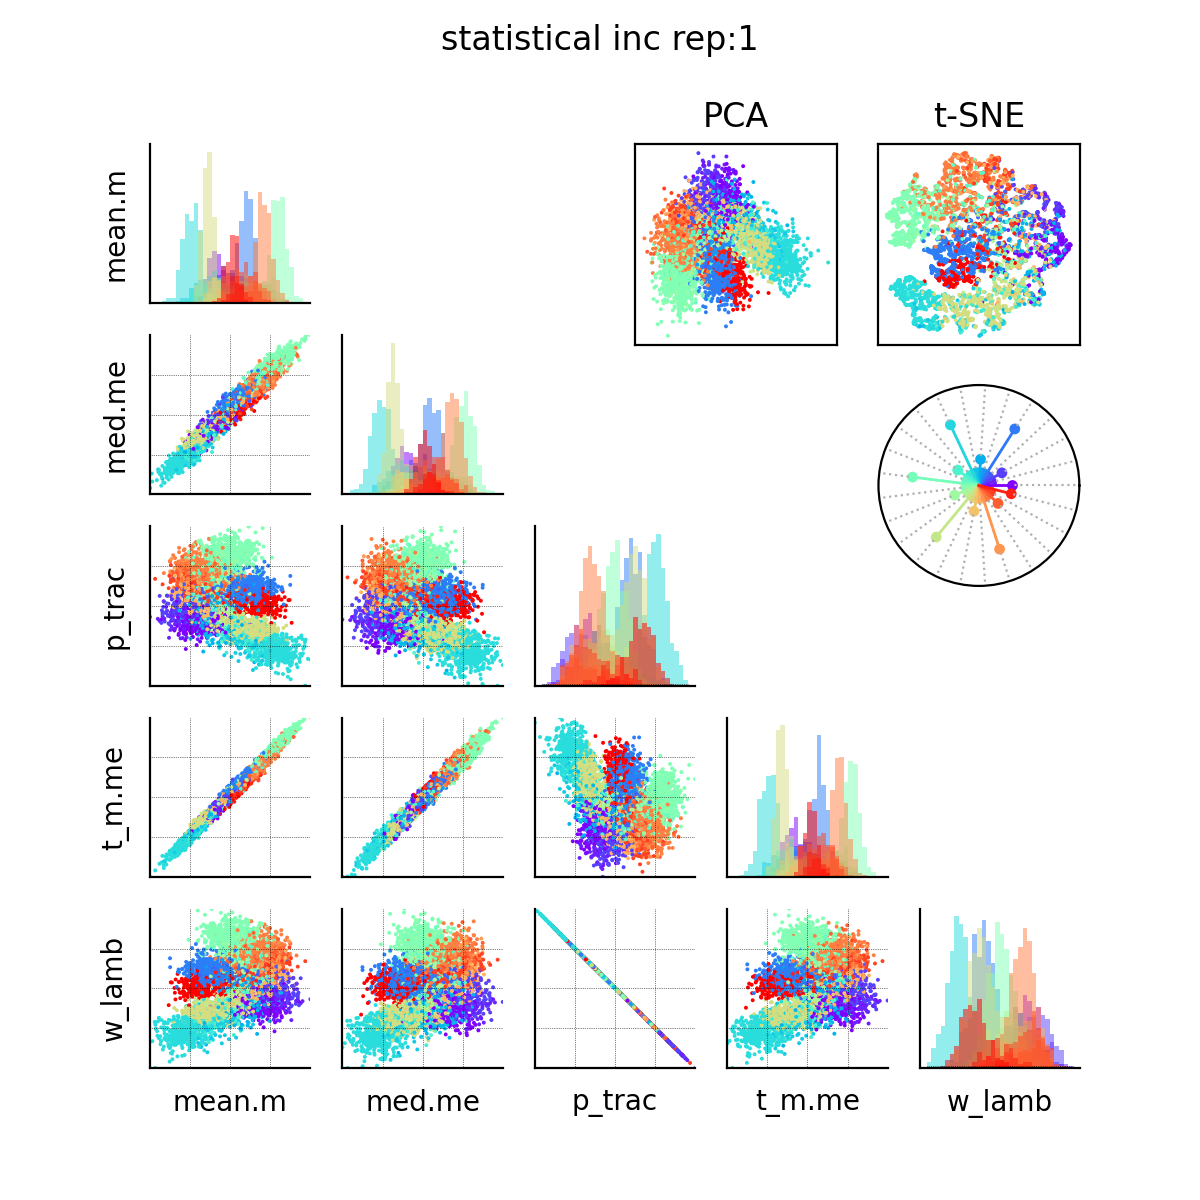 statistical inc rep:1
PCA
t-SNE
mean.m
med.me
p_trac
t_m.me
w_lamb
mean.m
med.me
p_trac
t_m.me
w_lamb